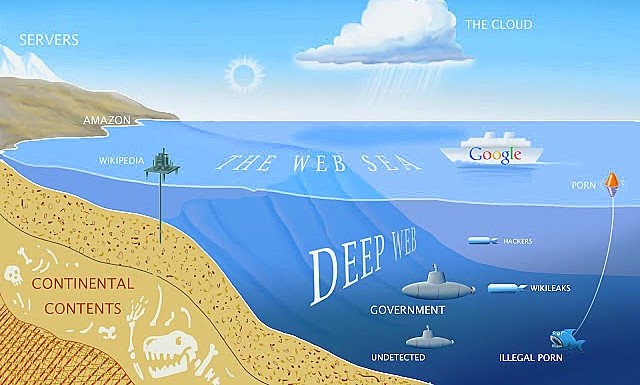 SERVERS
THE CLOUD
AMAZON
WIKIPEDIA
THE WEB SEA
Google
PORN
DEEP WEB
HACKERS
CONTINENTAL
CONTENTS
WIKILEAKS
GOVERNMENT
UNDETECTED
ILLEGAL PORN